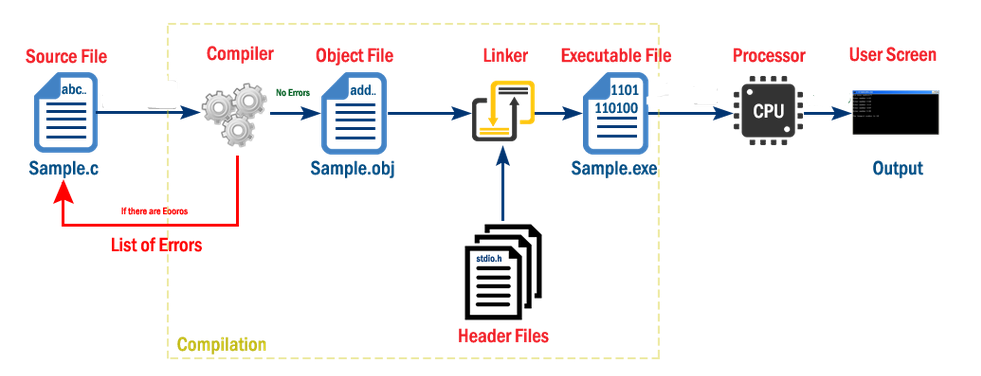 Source File
Compiler
Object File
Linker
Executable File
Processor
User Screen
abc..
No Errors
add..
1101
110100
CPU
Sample.c
Sample.obj
Sample.exe
Output
If there are Eooros
List of Errors
stdio.h
Header Files
Compilation